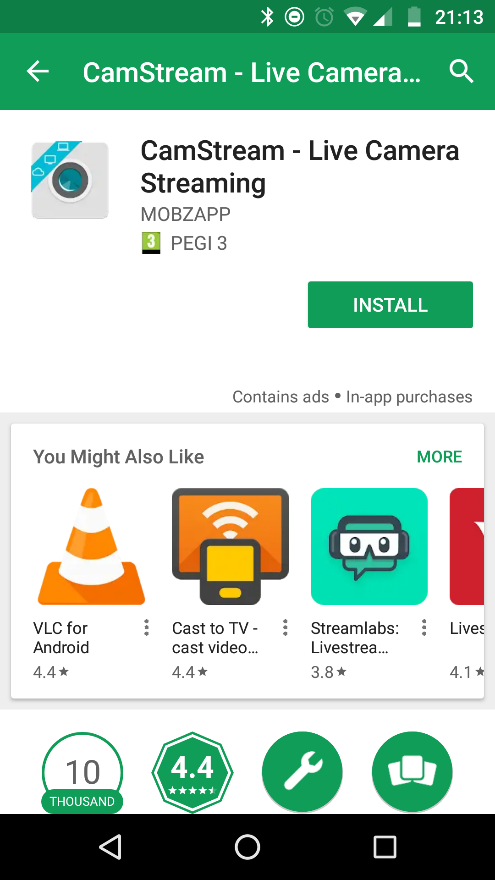 21:13
CamStream - Live Camera...
CamStream - Live Camera
Streaming
MOBZAPP
3 PEGI 3
INSTALL
Contains ads • In-app purchases
You Might Also Like
MORE
VLC for
Android
4.4★
Cast to TV -
cast video...
4.4★
Streamlabs:
Livestrea...
3.8★
Lives
4.1★
10
THOUSAND
4.4